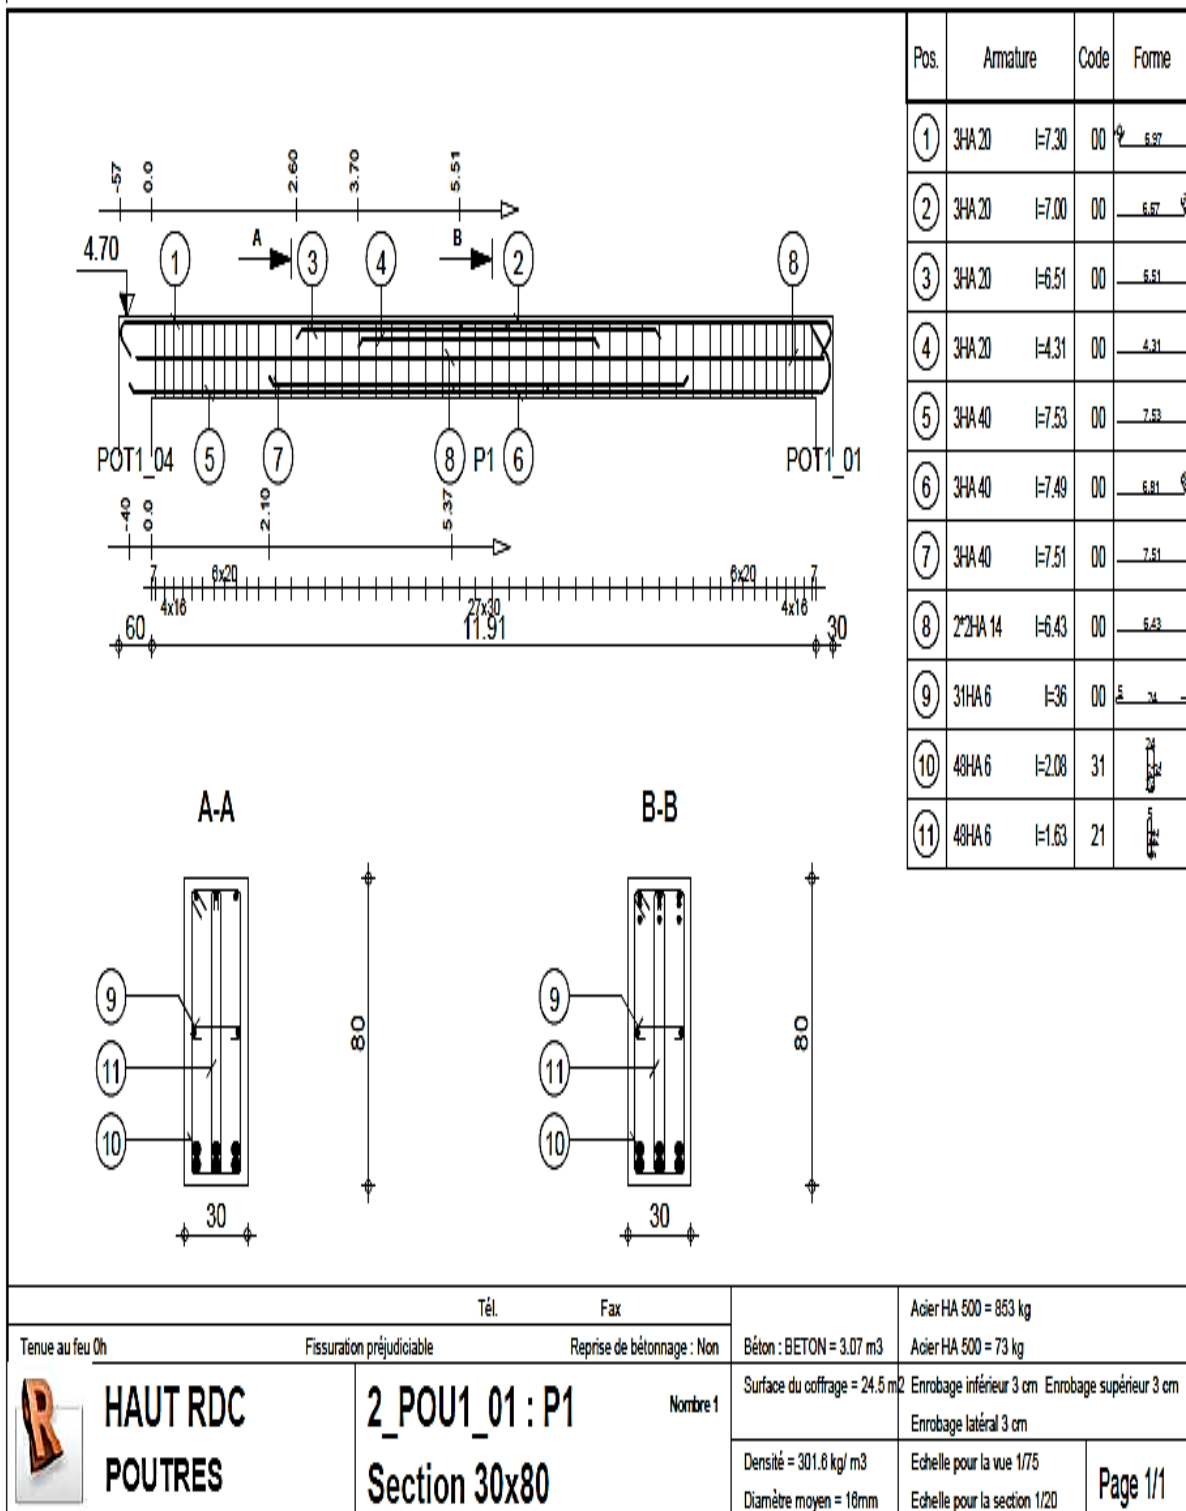 Pos. Armature Code Forme
1 3HA 20 l=7.30 00 6.97
2 3HA 20 l=7.00 00 6.67
3 3HA 20 l=6.51 00 6.51
4 3HA 20 l=4.31 00 4.31
5 3HA 40 l=7.53 00 7.53
6 3HA 40 l=7.49 00 6.81
7 3HA 40 l=7.51 00 7.51
8 2*2HA 14 l=6.43 00 6.43
9 31HA 6 l=36 00 5 24
10 48HA 6 l=2.08 31 24 74
11 48HA 6 l=1.63 21 5
-57 0.0 2.60 3.70 5.51
4.70 A B
1 3 4 2 8
POT1_04 5 7 8 P1 6 POT1_01
-40 0.0 2.10 5.37
7 6x20 6x20 7
4x16 27x30 4x16
60 11.91 30
A-A B-B
9 9
11 80 11 80
10 10
30 30
Tél. Fax
Tenue au feu 0h Fissuration préjudiciable Reprise de bétonnage : Non
Béton : BETON = 3.07 m3
Acier HA 500 = 853 kg
Acier HA 500 = 73 kg
R
HAUT RDC
POUTRES
2_POU1_01 : P1
Nombre 1
Section 30x80
Surface du coffrage = 24.5 m2
Enrobage inférieur 3 cm Enrobage supérieur 3 cm
Enrobage latéral 3 cm
Densité = 301.6 kg/ m3
Diamètre moyen = 16mm
Echelle pour la vue 1/75
Echelle pour la section 1/20
Page 1/1